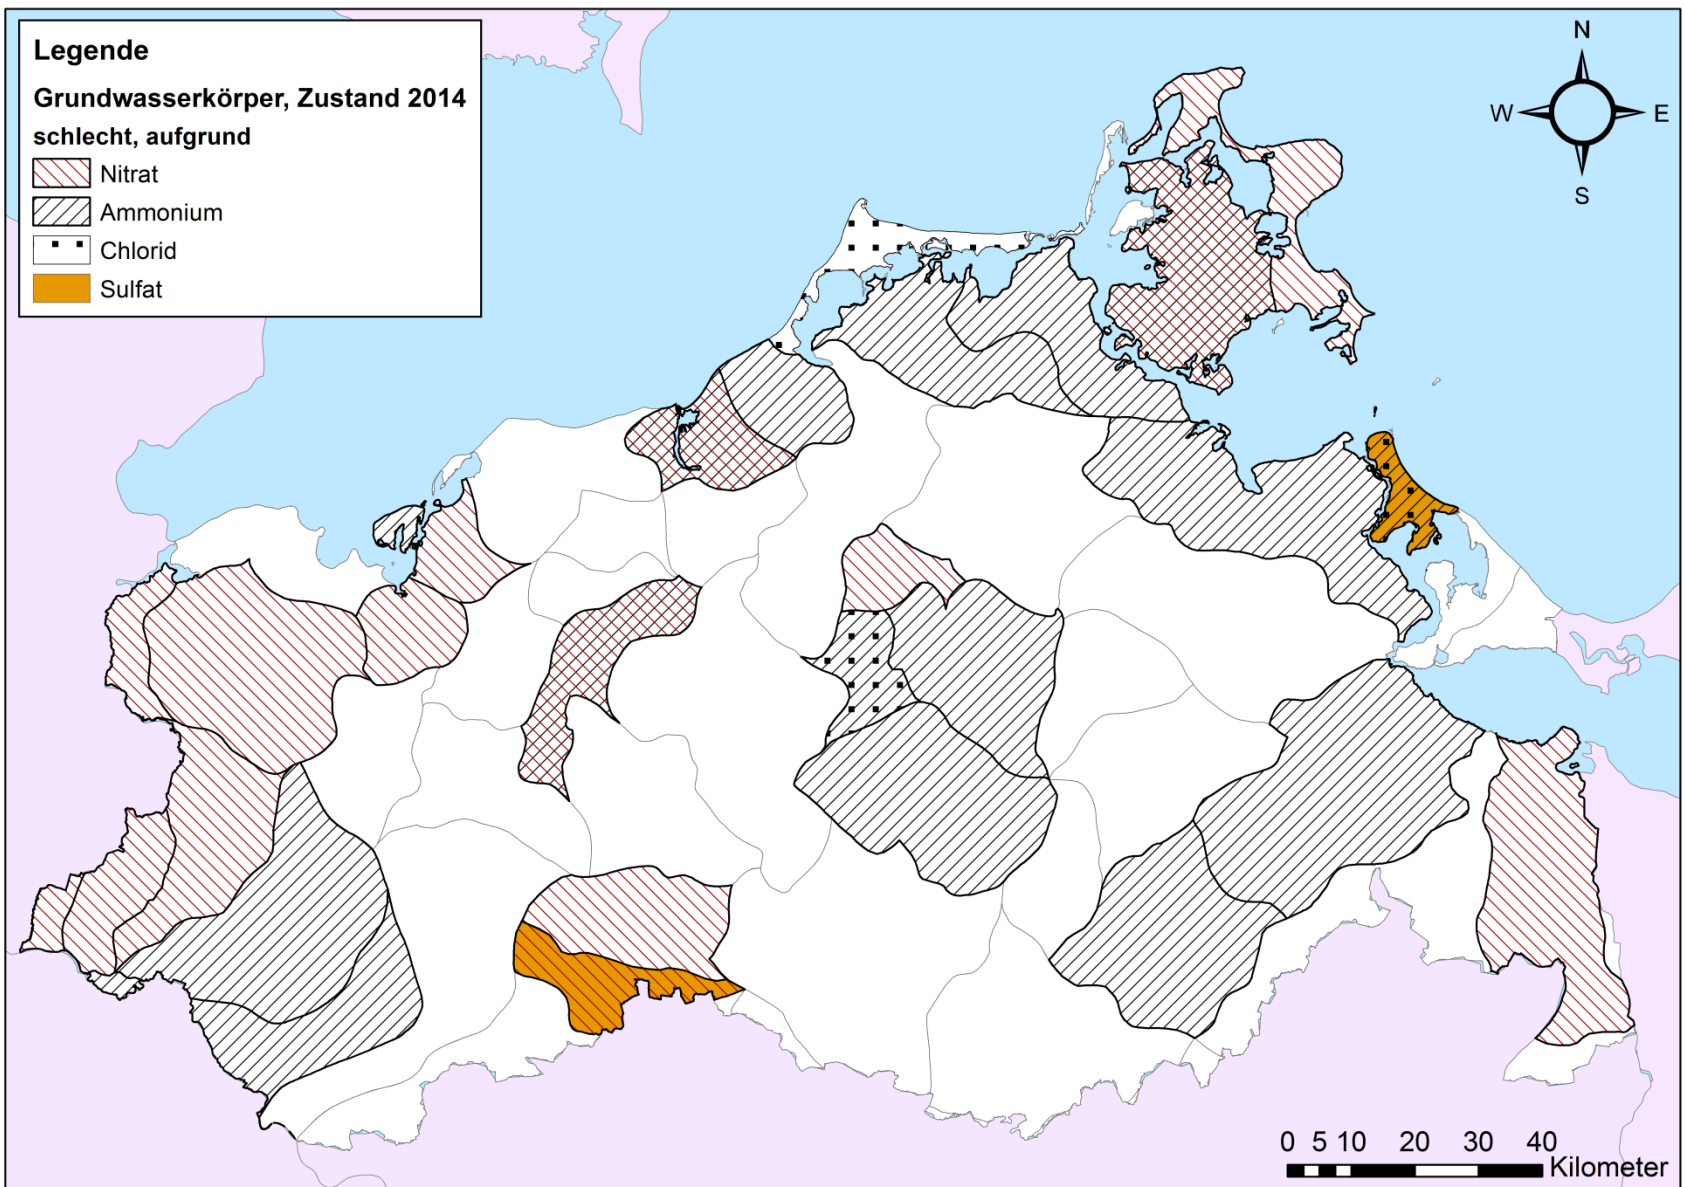 Legende
Grundwasserkörper, Zustand 2014
schlecht, aufgrund
Nitrat
Ammonium
Chlorid
Sulfat
N
W E
S
0 5 10 20 30 40
Kilometer